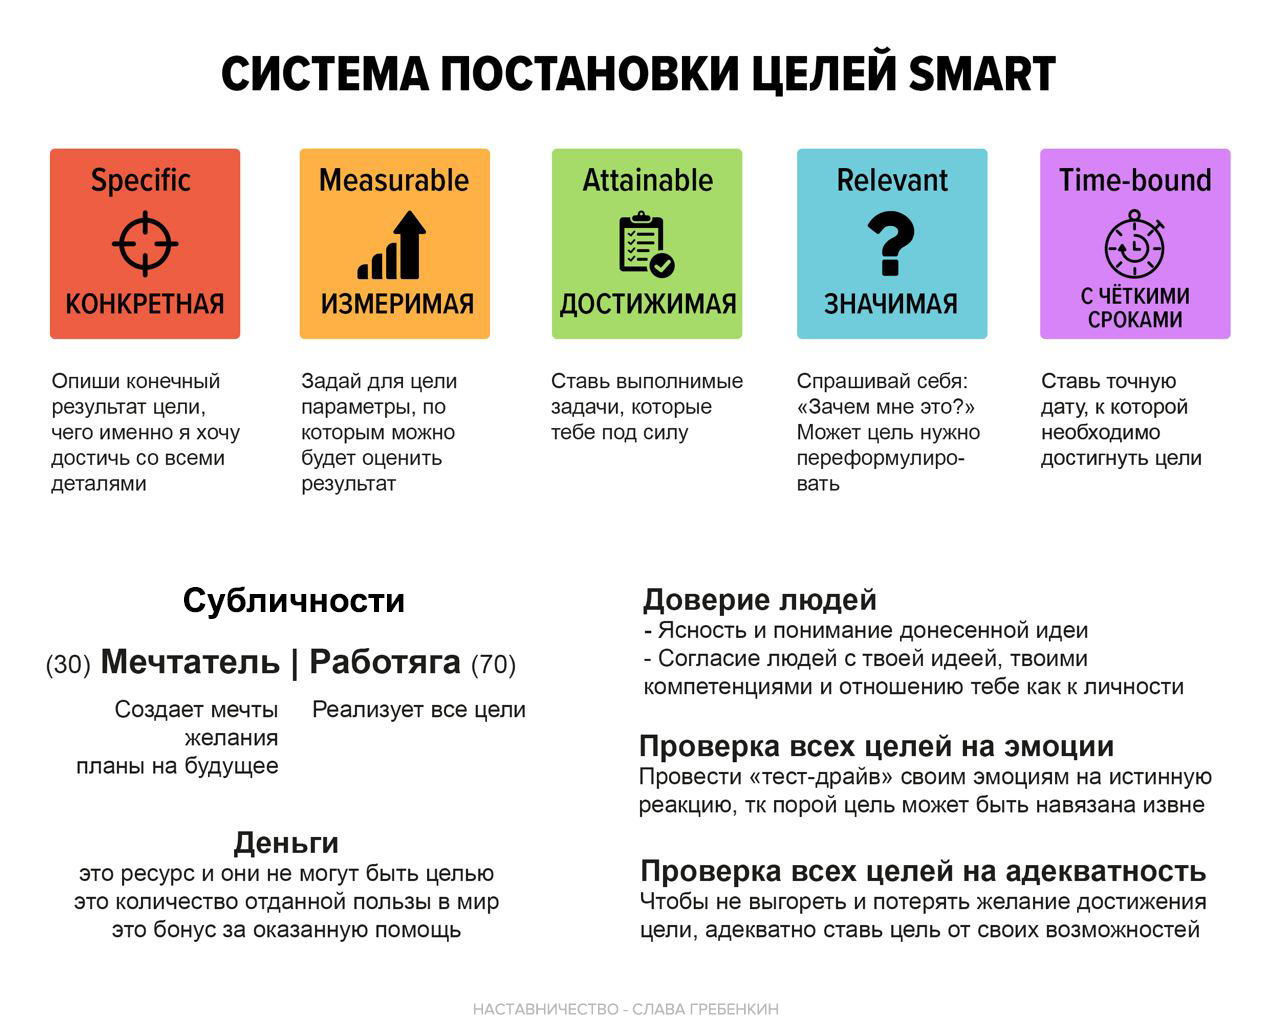 СИСТЕМА ПОСТАНОВКИ ЦЕЛЕЙ SMART
Specific
КОНКРЕТНАЯ
Опиши конечный
результат цели,
чего именно я хочу
достичь со всеми
деталями
Measurable
ИЗМЕРИМАЯ
Задай для цели
параметры, по
которым можно
будет оценить
результат
Attainable
ДОСТИЖИМАЯ
Ставь выполнимые
задачи, которые
тебе под силу
Relevant
ЗНАЧИМАЯ
Спрашивай себя:
«Зачем мне это?»
Может цель нужно
переформулиро-
вать
Time-bound
С ЧЁТКИМИ
СРОКАМИ
Ставь точную
дату, к которой
необходимо
достигнуть цели
Субличности
(30) Мечтатель | Работяга (70)
Создает мечты
желания
планы на будущее
Реализует все цели
Деньги
это ресурс и они не могут быть целью
это количество отданной пользы в мир
это бонус за оказанную помощь
Доверие людей
- Ясность и понимание донесенной идеи
- Согласие людей с твоей идеей, твоими
компетенциями и отношению тебе как к личности
Проверка всех целей на эмоции
Провести «тест-драйв» своим эмоциям на истинную
реакцию, тк порой цель может быть навязана извне
Проверка всех целей на адекватность
Чтобы не выгореть и потерять желание достижения
цели, адекватно ставь цель от своих возможностей
НАСТАВНИЧЕСТВО - СЛАВА ГРЕБЕНКИН